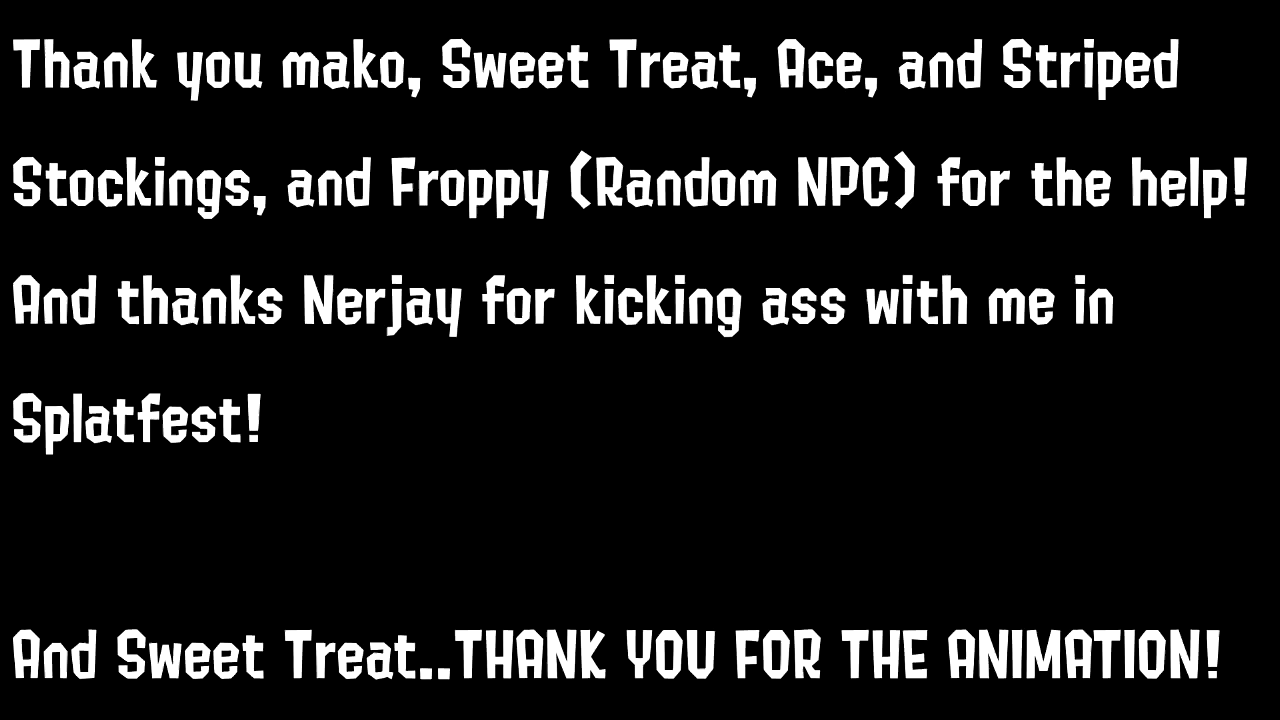 Thank you mako, Sweet Treat, Ace, and Striped
Stockings, and Froppy (Random NPC) for the help!
And thanks Nerjay for kicking ass with me in
Splatfest!
And Sweet Treat..THANK YOU FOR THE ANIMATION!